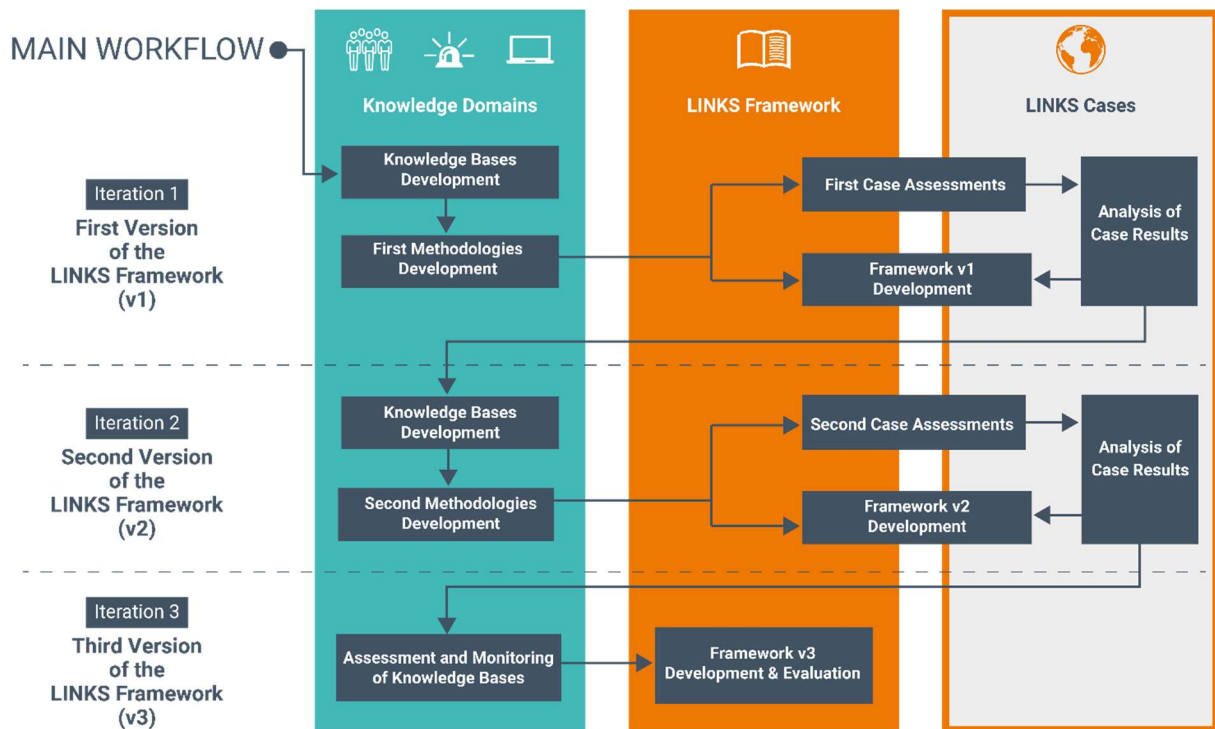 MAIN WORKFLOW
Knowledge Domains
LINKS Framework
LINKS Cases
Iteration 1
First Version
of the
LINKS Framework
(v1)
Knowledge Bases
Development
First Methodologies
Development
First Case Assessments
Framework v1
Development
Analysis of
Case Results
Iteration 2
Second Version
of the
LINKS Framework
(v2)
Knowledge Bases
Development
Second Methodologies
Development
Second Case Assessments
Framework v2
Development
Analysis of
Case Results
Iteration 3
Third Version
of the
LINKS Framework
(v3)
Assessment and Monitoring
of Knowledge Bases
Framework v3
Development & Evaluation